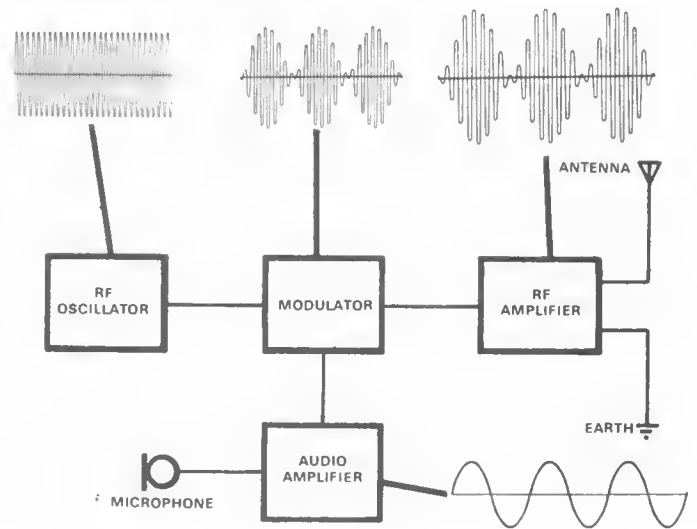 ANTENNA
RF
OSCILLATOR
MODULATOR
RF
AMPLIFIER
EARTH
AUDIO
AMPLIFIER
MICROPHONE